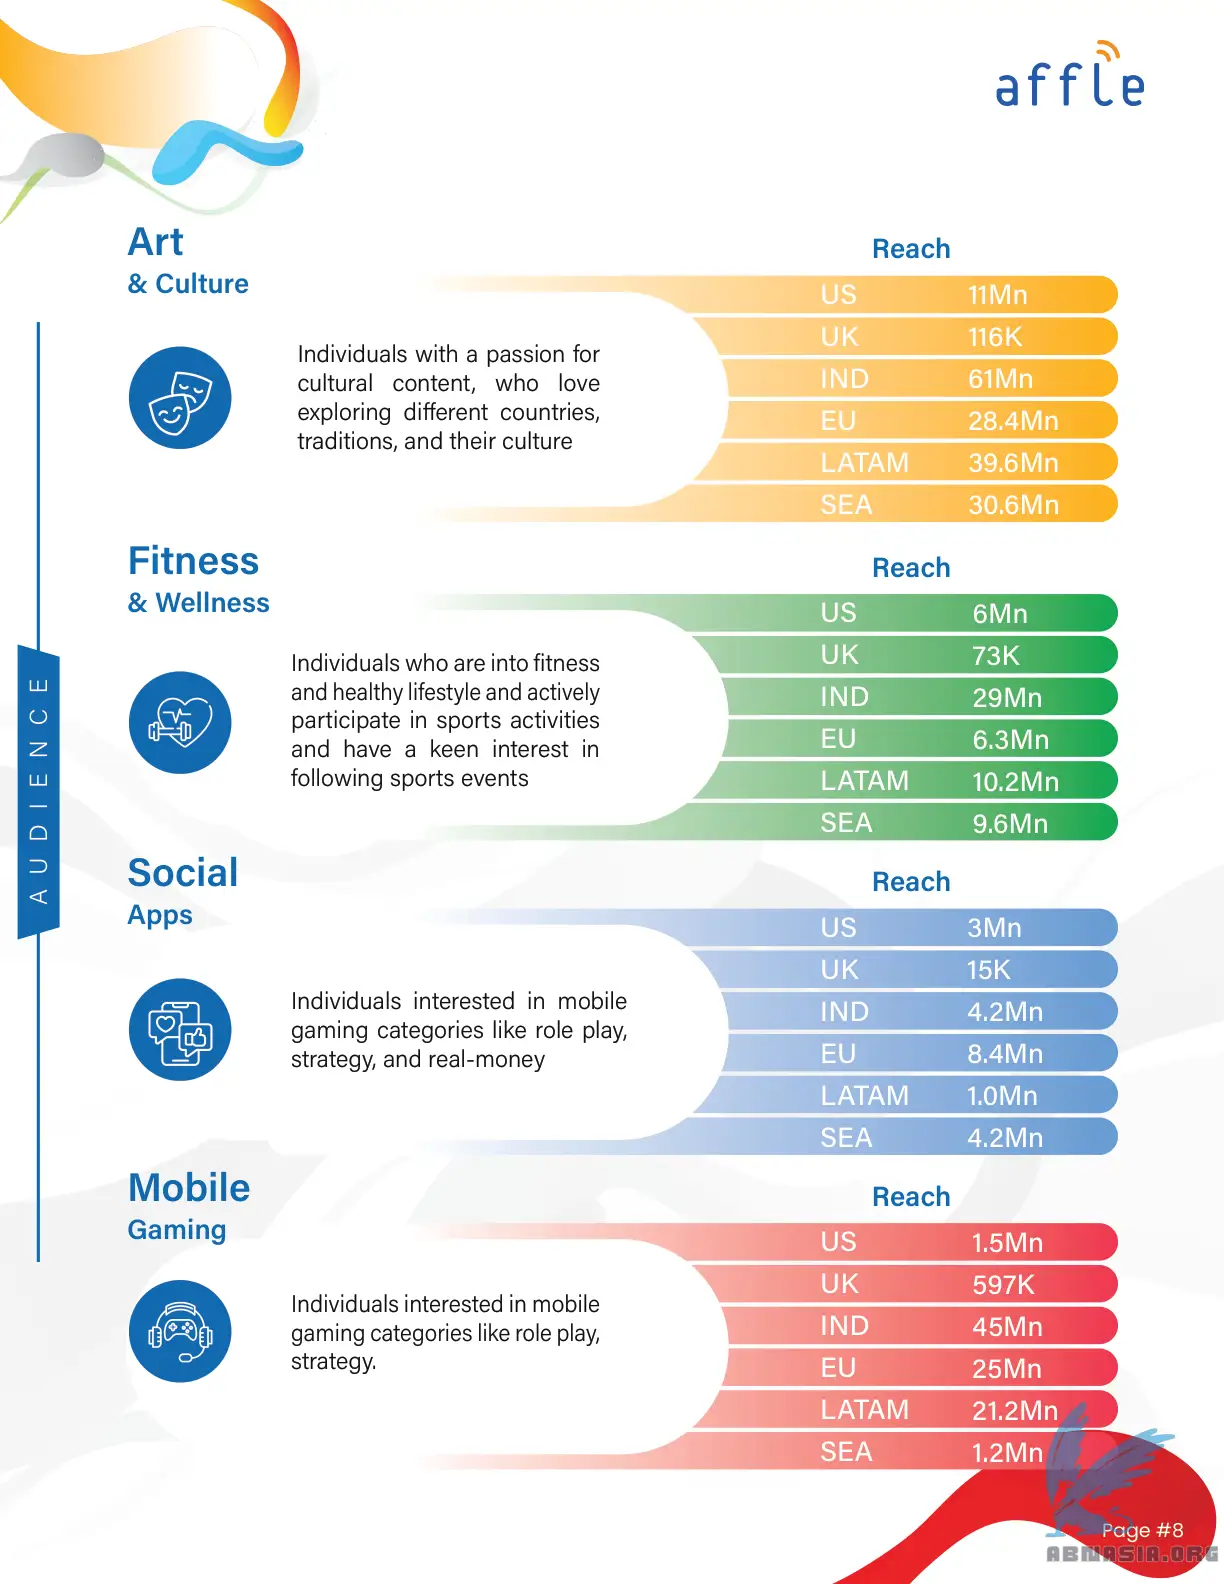 affle
Art
& Culture
Reach
Individuals with a passion for
cultural content, who love
exploring different countries,
traditions, and their culture
US 11Mn
UK 116K
IND 61Mn
EU 28.4Mn
LATAM 39.6Mn
SEA 30.6Mn
Fitness
& Wellness
Reach
Individuals who are into fitness
and healthy lifestyle and actively
participate in sports activities
and have a keen interest in
following sports events
US 6Mn
UK 73K
IND 29Mn
EU 6.3Mn
LATAM 10.2Mn
SEA 9.6Mn
AUDIENCE
Social
Apps
Reach
Individuals interested in mobile
gaming categories like role play,
strategy, and real-money
US 3Mn
UK 15K
IND 4.2Mn
EU 8.4Mn
LATAM 1.0Mn
SEA 4.2Mn
Mobile
Gaming
Reach
Individuals interested in mobile
gaming categories like role play,
strategy.
US 1.5Mn
UK 597K
IND 45Mn
EU 25Mn
LATAM 21.2Mn
SEA 1.2Mn
Page #8
ABMASIA.ORG